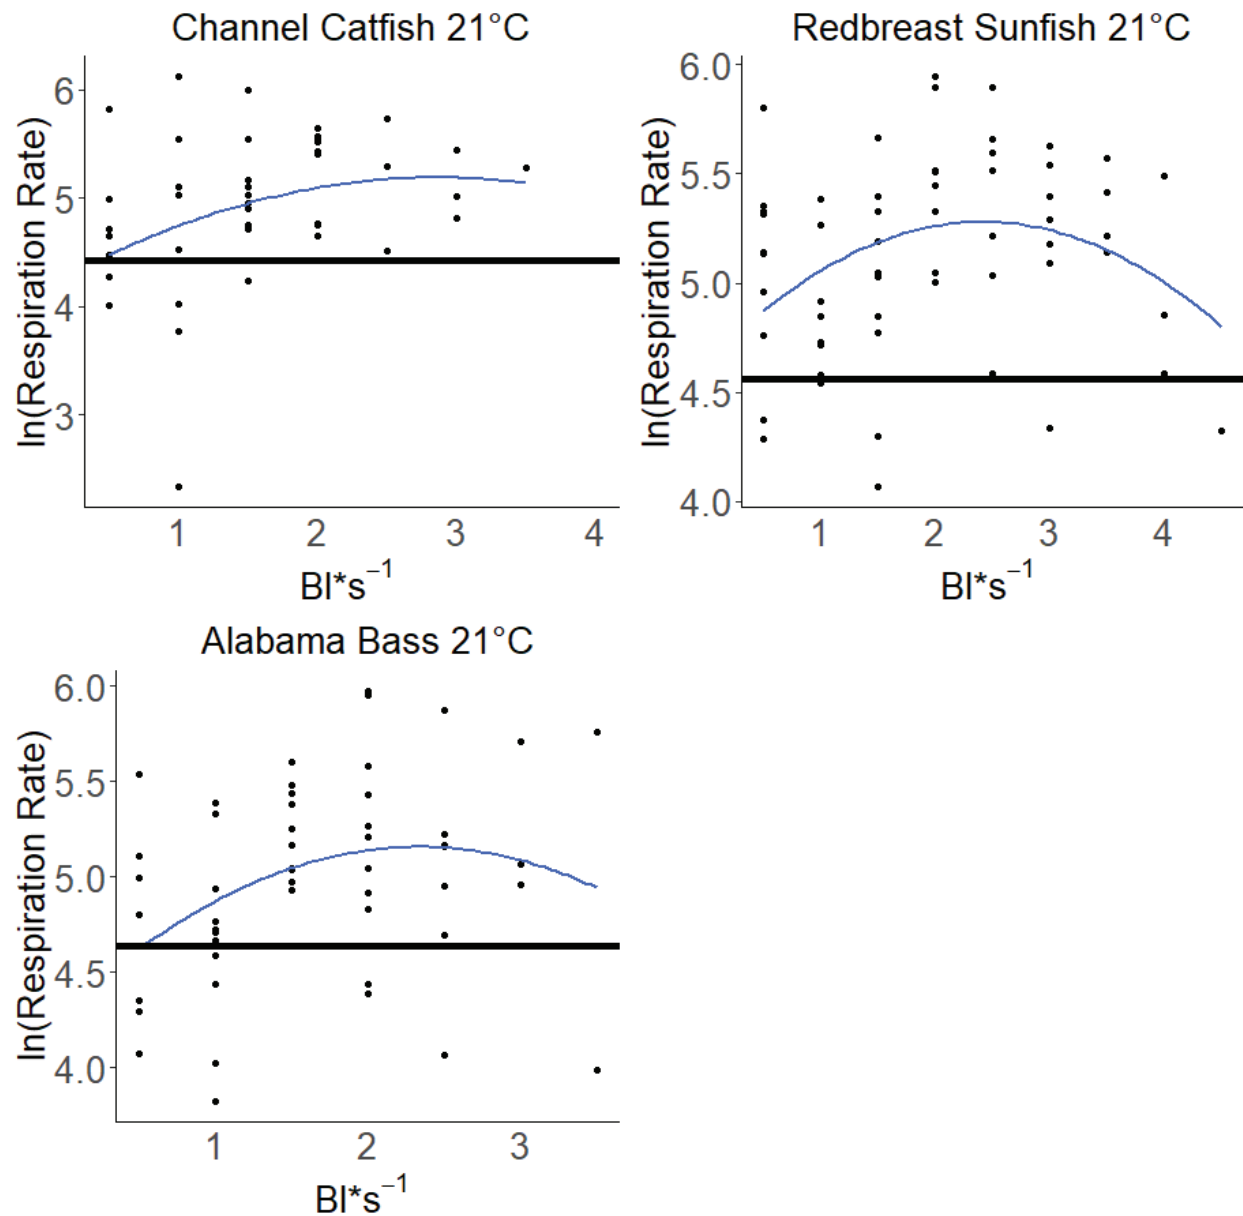 Channel Catfish 21°C
ln(Respiration Rate)
6
5
4
3
1 2 3 4
Bl*s⁻¹
Redbreast Sunfish 21°C
ln(Respiration Rate)
6.0
5.5
5.0
4.5
4.0
1 2 3 4
Bl*s⁻¹
Alabama Bass 21°C
ln(Respiration Rate)
6.0
5.5
5.0
4.5
4.0
1 2 3
Bl*s⁻¹